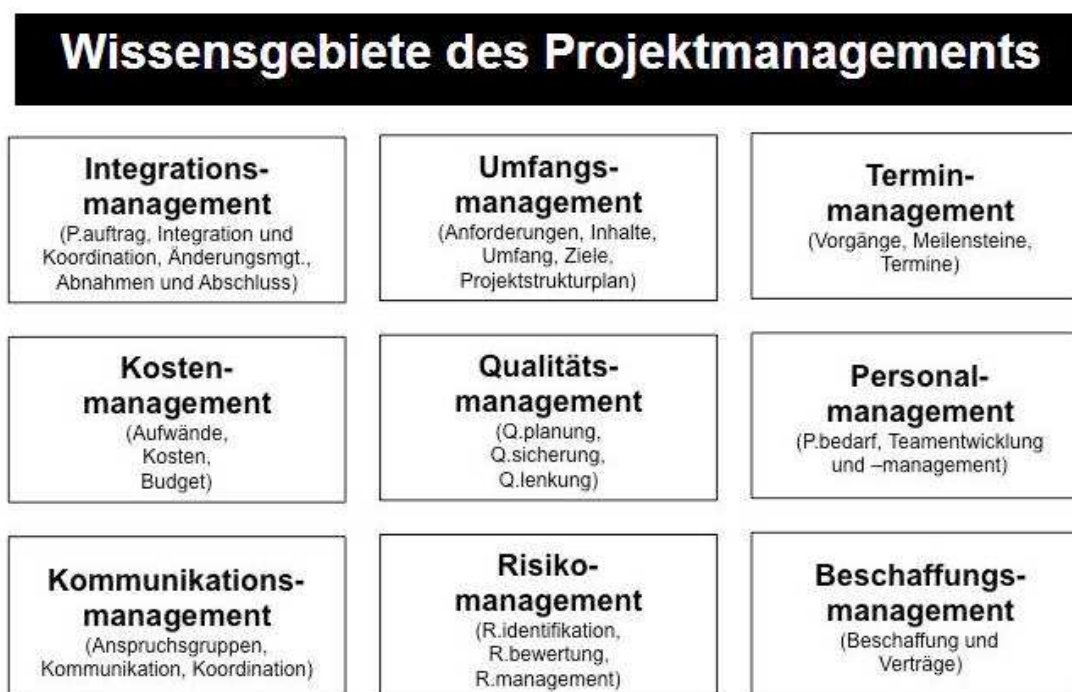 Wissensgebiete des Projektmanagements
Integrations-
management
(P.auftrag, Integration und
Koordination, Änderungsmgt.,
Abnahmen und Abschluss)
Umfangs-
management
(Anforderungen, Inhalte,
Umfang, Ziele,
Projektstrukturplan)
Termin-
management
(Vorgänge, Meilensteine,
Termine)
Kosten-
management
(Aufwände,
Kosten,
Budget)
Qualitäts-
management
(Q.planung,
Q.sicherung,
Q.lenkung)
Personal-
management
(P.bedarf, Teamentwicklung
und –management)
Kommunikations-
management
(Anspruchsgruppen,
Kommunikation, Koordination)
Risiko-
management
(R.identifikation,
R.bewertung,
R.management)
Beschaffungs-
management
(Beschaffung und
Verträge)